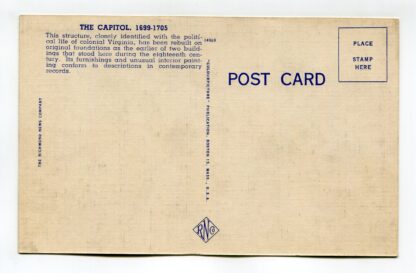 THE CAPITOL, 1699-1705
This structure, closely identified with the politi-
cal life of colonial Virginia, has been rebuilt on
original foundations as the earlier of two build-
ings that stood here during the eighteenth cen-
tury. Its furnishings and unusual interior paint-
ing conform to descriptions in contemporary
records.
THE RICHMOND NEWS COMPANY
POST CARD
PLACE
STAMP
HERE
RNCo